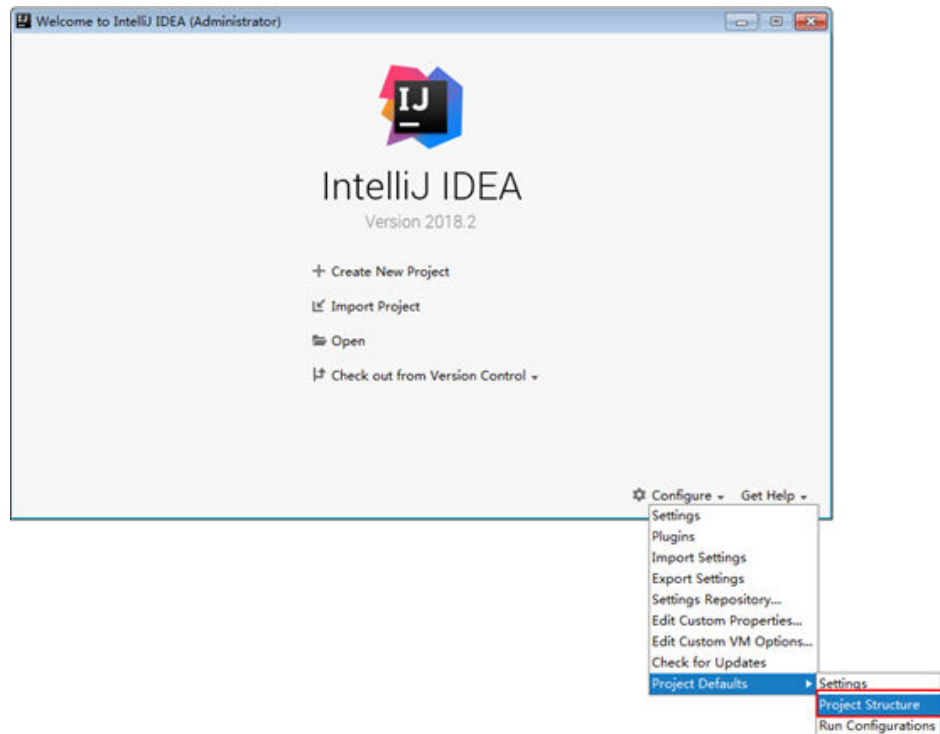 Welcome to IntelliJ IDEA (Administrator)
IJ
IntelliJ IDEA
Version 2018.2
Create New Project
Import Project
Open
Check out from Version Control
Configure Get Help
Settings
Plugins
Import Settings
Export Settings
Settings Repository...
Edit Custom Properties...
Edit Custom VM Options...
Check for Updates
Project Defaults Settings
Project Structure
Run Configurations